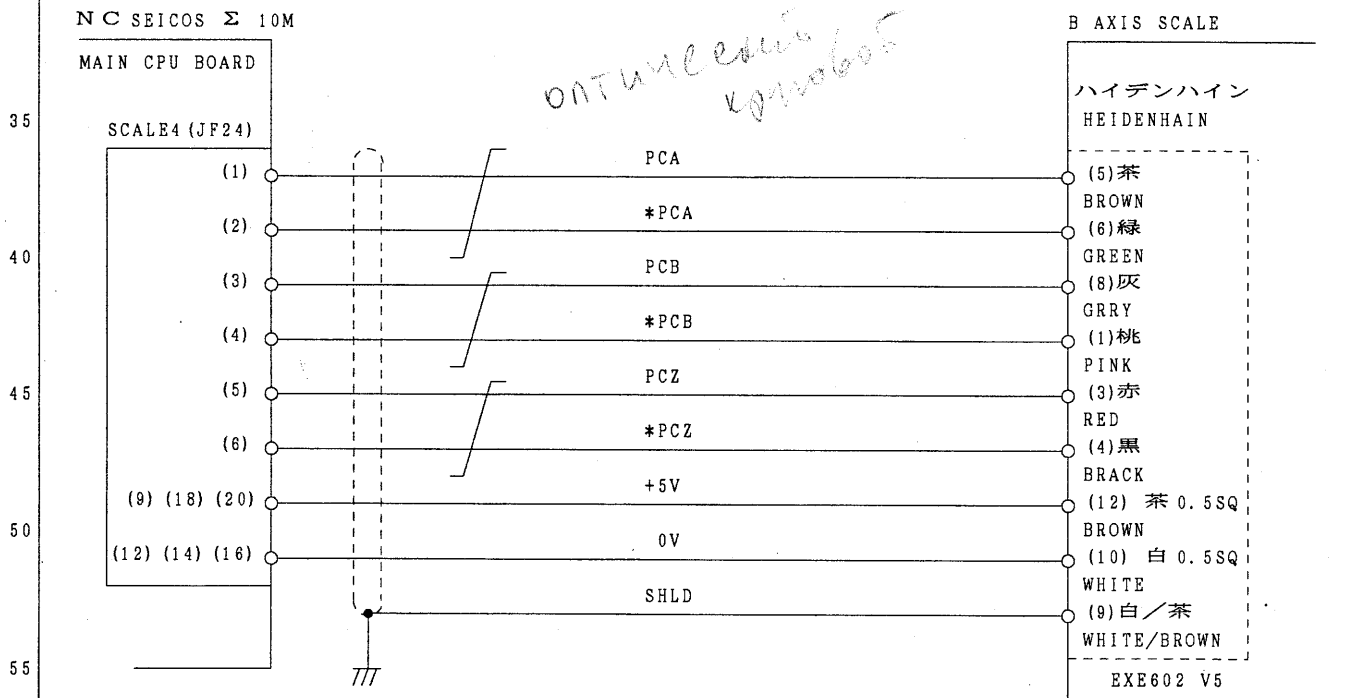 NC SEICOS Σ 10M
B AXIS SCALE
MAIN CPU BOARD
оптический
круговой
ハイデンハイン
HEIDENHAIN
35
SCALE4(JF24)
(1)
PCA
(5)茶
BROWN
(2)
*PCA
(6)緑
40
GREEN
(3)
PCB
(8)灰
GRRY
(4)
*PCB
(1)桃
PINK
45
(5)
PCZ
(3)赤
RED
(6)
*PCZ
(4)黒
BRACK
(9)(18)(20)
+5V
(12) 茶 0.5SQ
50
BROWN
(12)(14)(16)
0V
(10) 白 0.5SQ
WHITE
SHLD
(9)白／茶
WHITE/BROWN
55
EXE602 V5